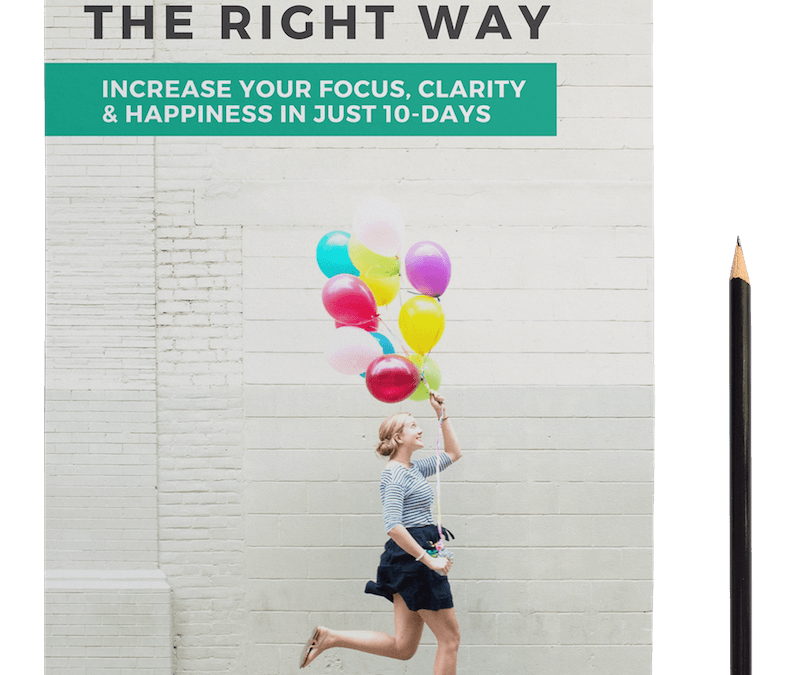 THE RIGHT WAY
INCREASE YOUR FOCUS, CLARITY
& HAPPINESS IN JUST 10-DAYS